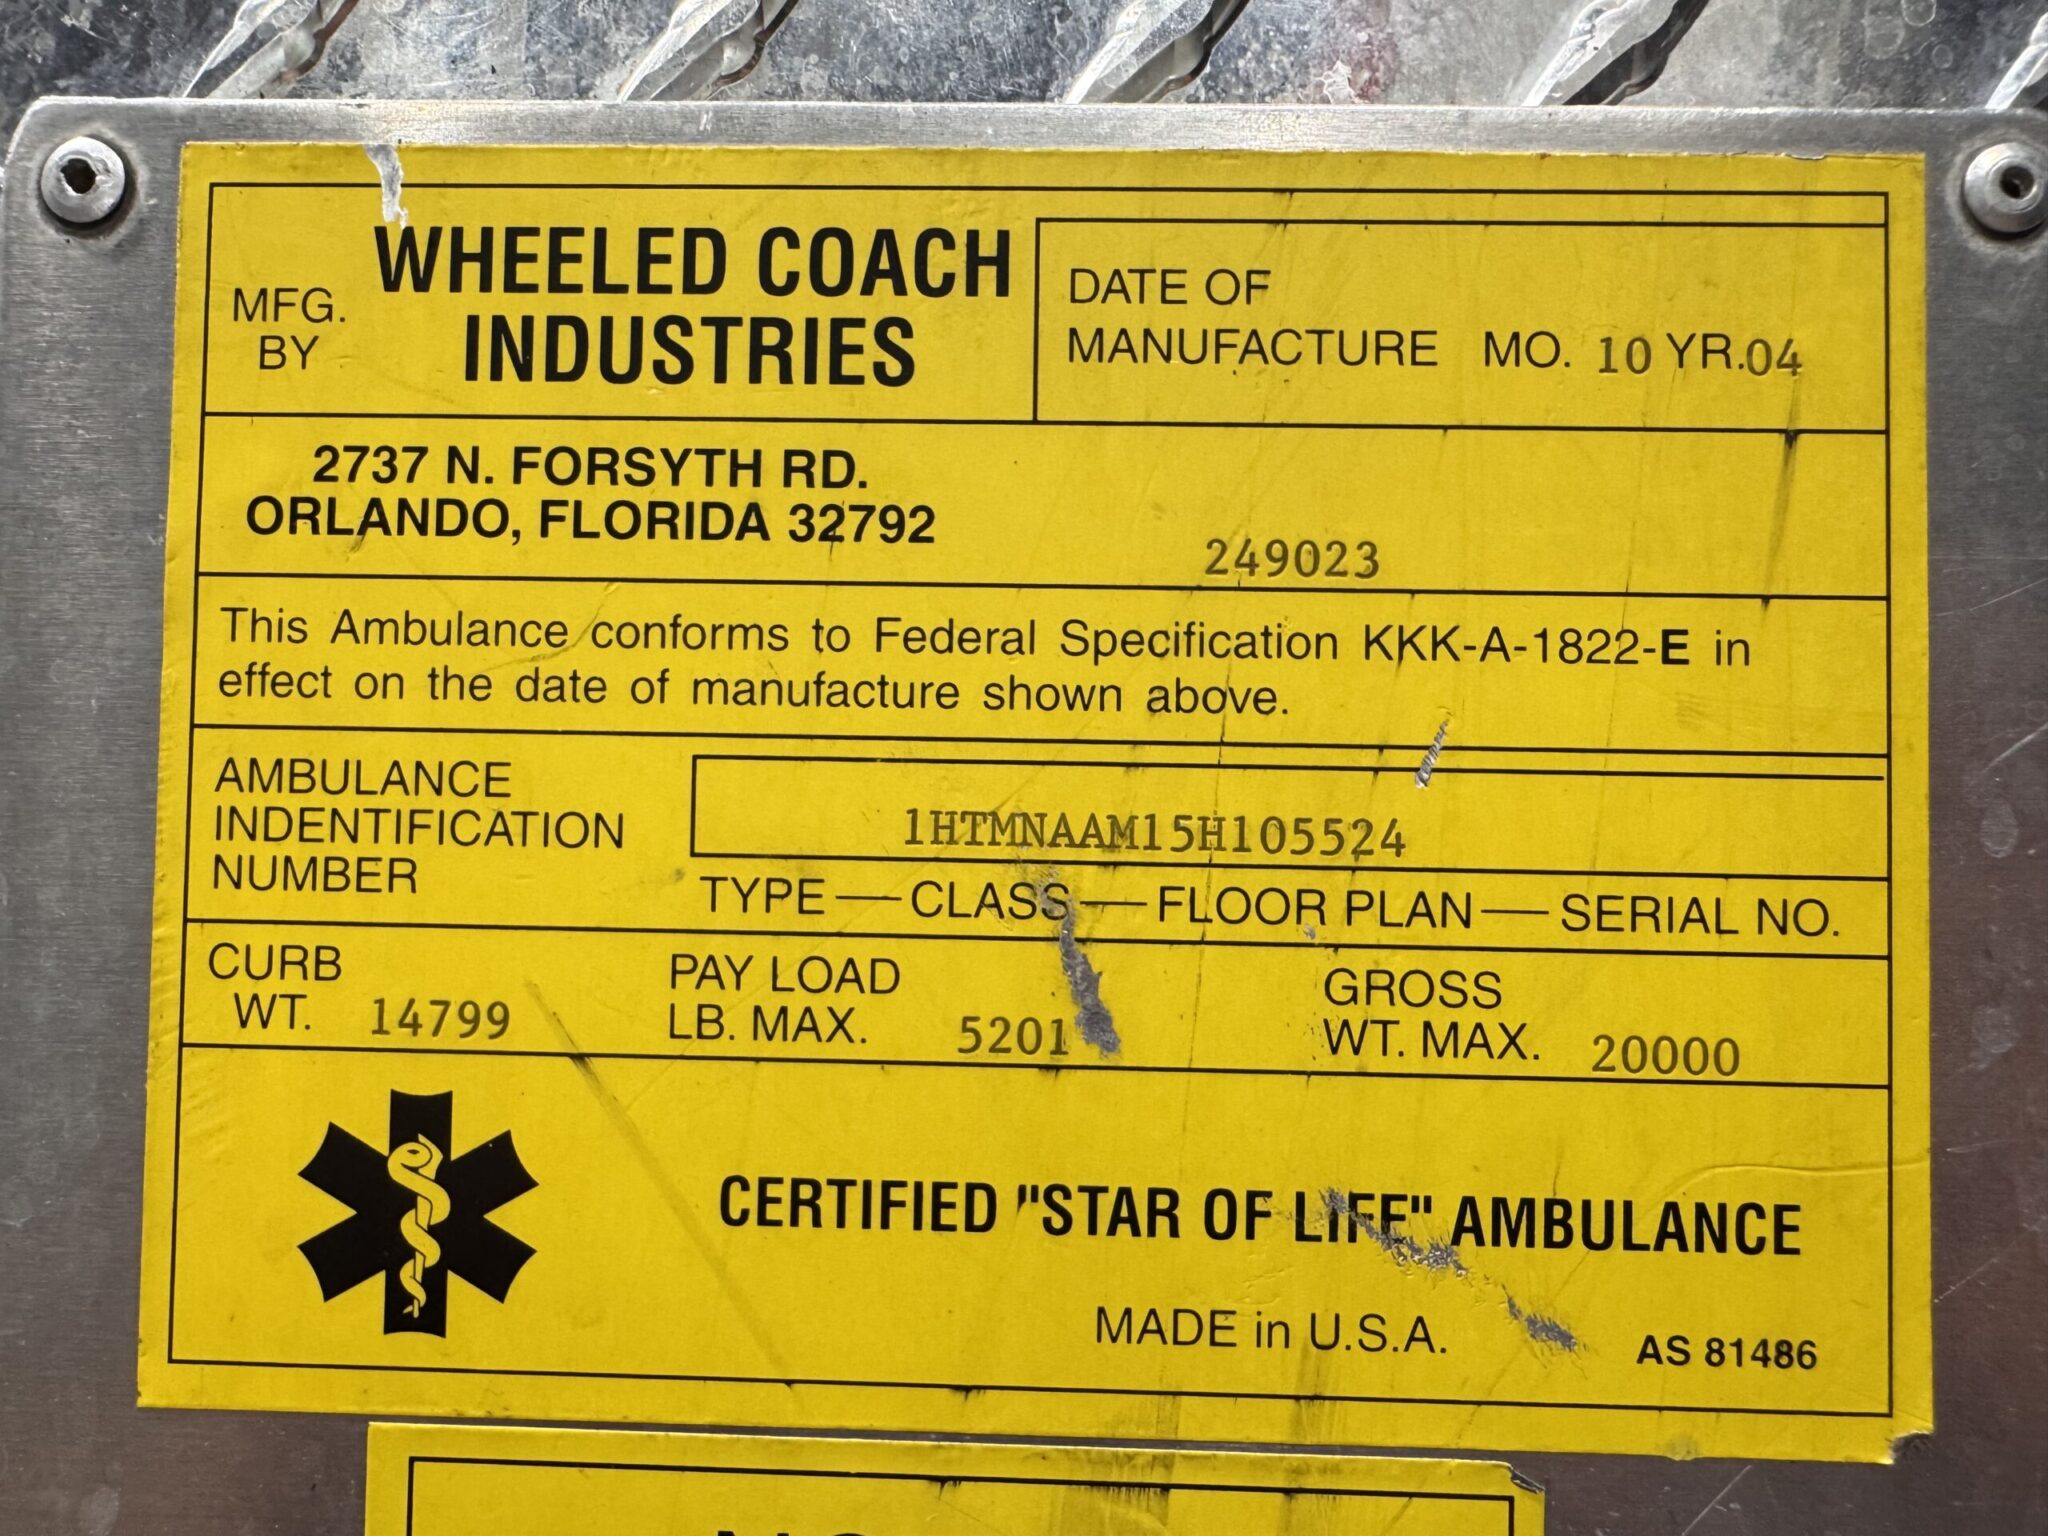 MFG. BY
WHEELED COACH
INDUSTRIES
DATE OF
MANUFACTURE MO. 10 YR.04
2737 N. FORSYTH RD.
ORLANDO, FLORIDA 32792
249023
This Ambulance conforms to Federal Specification KKK-A-1822-E in
effect on the date of manufacture shown above.
AMBULANCE
INDENTIFICATION
NUMBER
1HTMNAAM15H105524
TYPE — CLASS — FLOOR PLAN — SERIAL NO.
CURB
WT. 14799
PAY LOAD
LB. MAX. 5201
GROSS
WT. MAX. 20000
CERTIFIED "STAR OF LIFE" AMBULANCE
MADE in U.S.A.
AS 81486